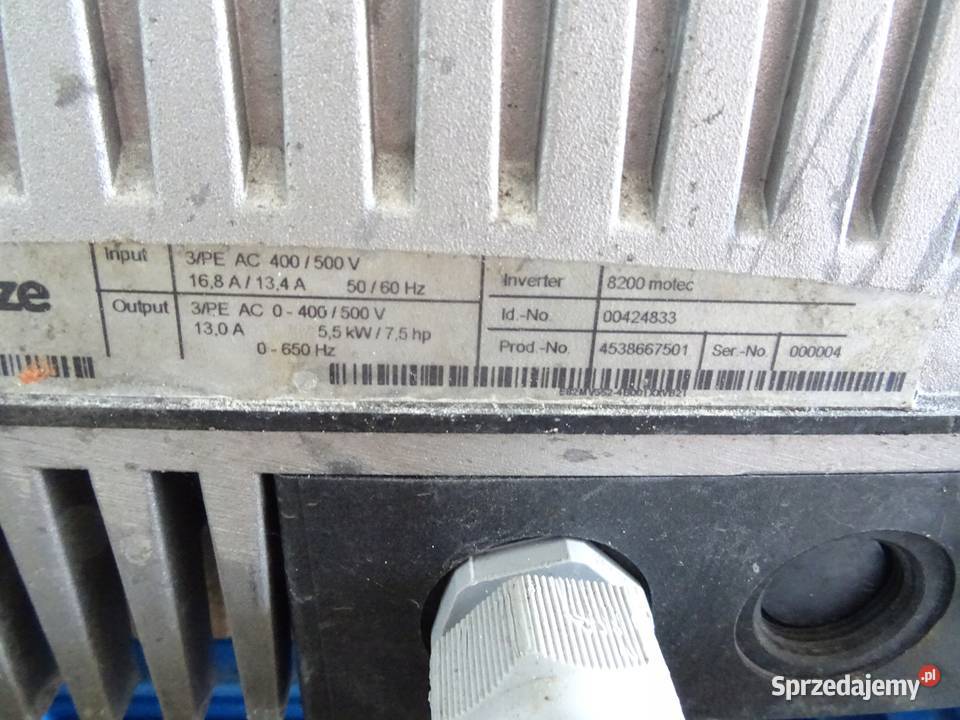 ze
Input
3/PE AC 400 / 500 V
16,8 A / 13,4 A 50 / 60 Hz
Output
3/PE AC 0 - 400 / 500 V
13,0 A 5,5 kW / 7,5 hp
0 - 650 Hz
Inverter 8200 motec
Id.-No. 00424833
Prod.-No. 4538667501 Ser.-No. 000004
Sprzedajemy.pl